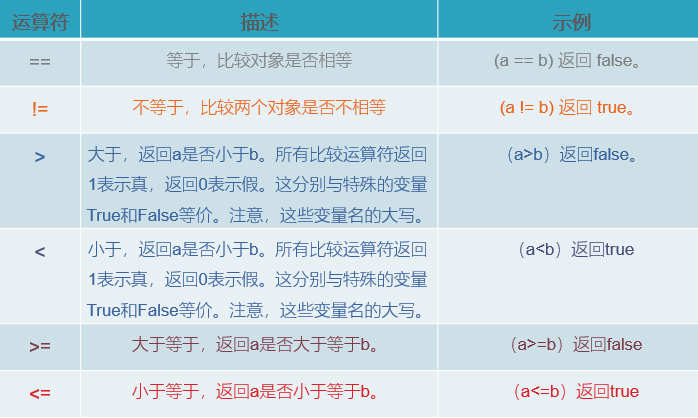 运算符 描述 示例
== 等于，比较对象是否相等 (a == b) 返回 false。
!= 不等于，比较两个对象是否不相等 (a != b) 返回 true。
> 大于，返回a是否小于b。所有比较运算符返回 （a>b）返回false。
1表示真，返回0表示假。这分别与特殊的变量
True和False等价。注意，这些变量名的大写。
< 小于，返回a是否小于b。所有比较运算符返回 （a<b）返回true
1表示真，返回0表示假。这分别与特殊的变量
True和False等价。注意，这些变量名的大写。
>= 大于等于，返回a是否大于等于b。 （a>=b）返回false
<= 小于等于，返回a是否小于等于b。 （a<=b）返回true